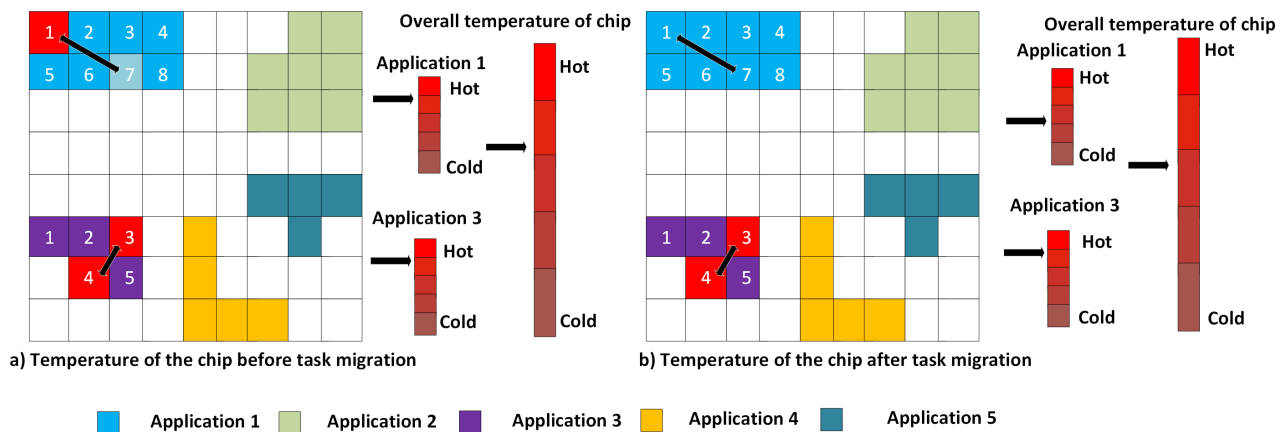 Overall temperature of chip
Application 1
Hot
Cold
Application 3
Hot
Cold
Hot
Cold
1 2 3 4
5 6 7 8
1 2 3
4 5
a) Temperature of the chip before task migration
Overall temperature of chip
Application 1
Hot
Cold
Application 3
Hot
Cold
Hot
Cold
1 2 3 4
5 6 7 8
1 2 3
4 5
b) Temperature of the chip after task migration
Application 1 Application 2 Application 3 Application 4 Application 5